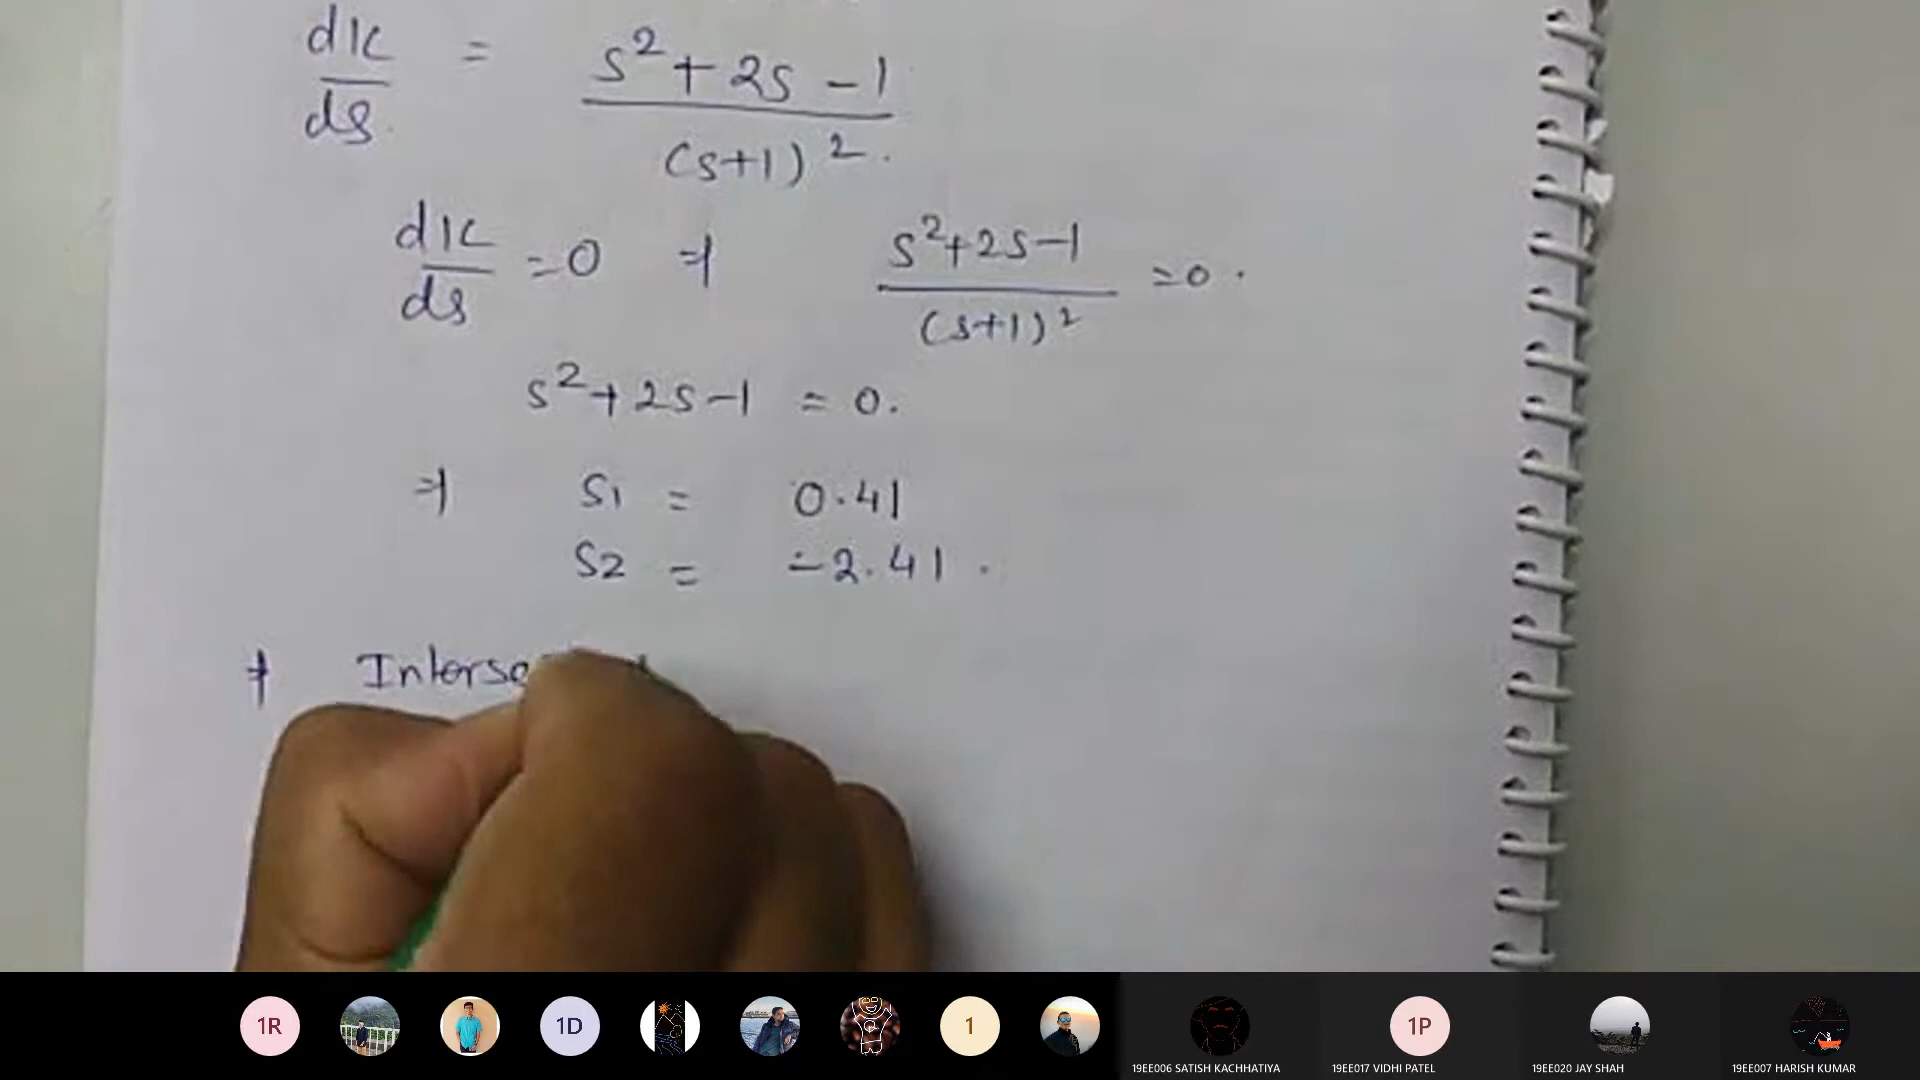 dK/ds = s²+2s-1/(s+1)².
dK/ds =0 ⇒ s²+2s-1/(s+1)² =0.
s²+2s-1 = 0.
⇒ S1 = 0.41
S2 = -2.41.
⇒
1R 1D 1
19EE006 SATISH KACHHATIYA 1P 19EE017 VIDHI PATEL 19EE020 JAY SHAH 19EE007 HARISH KUMAR